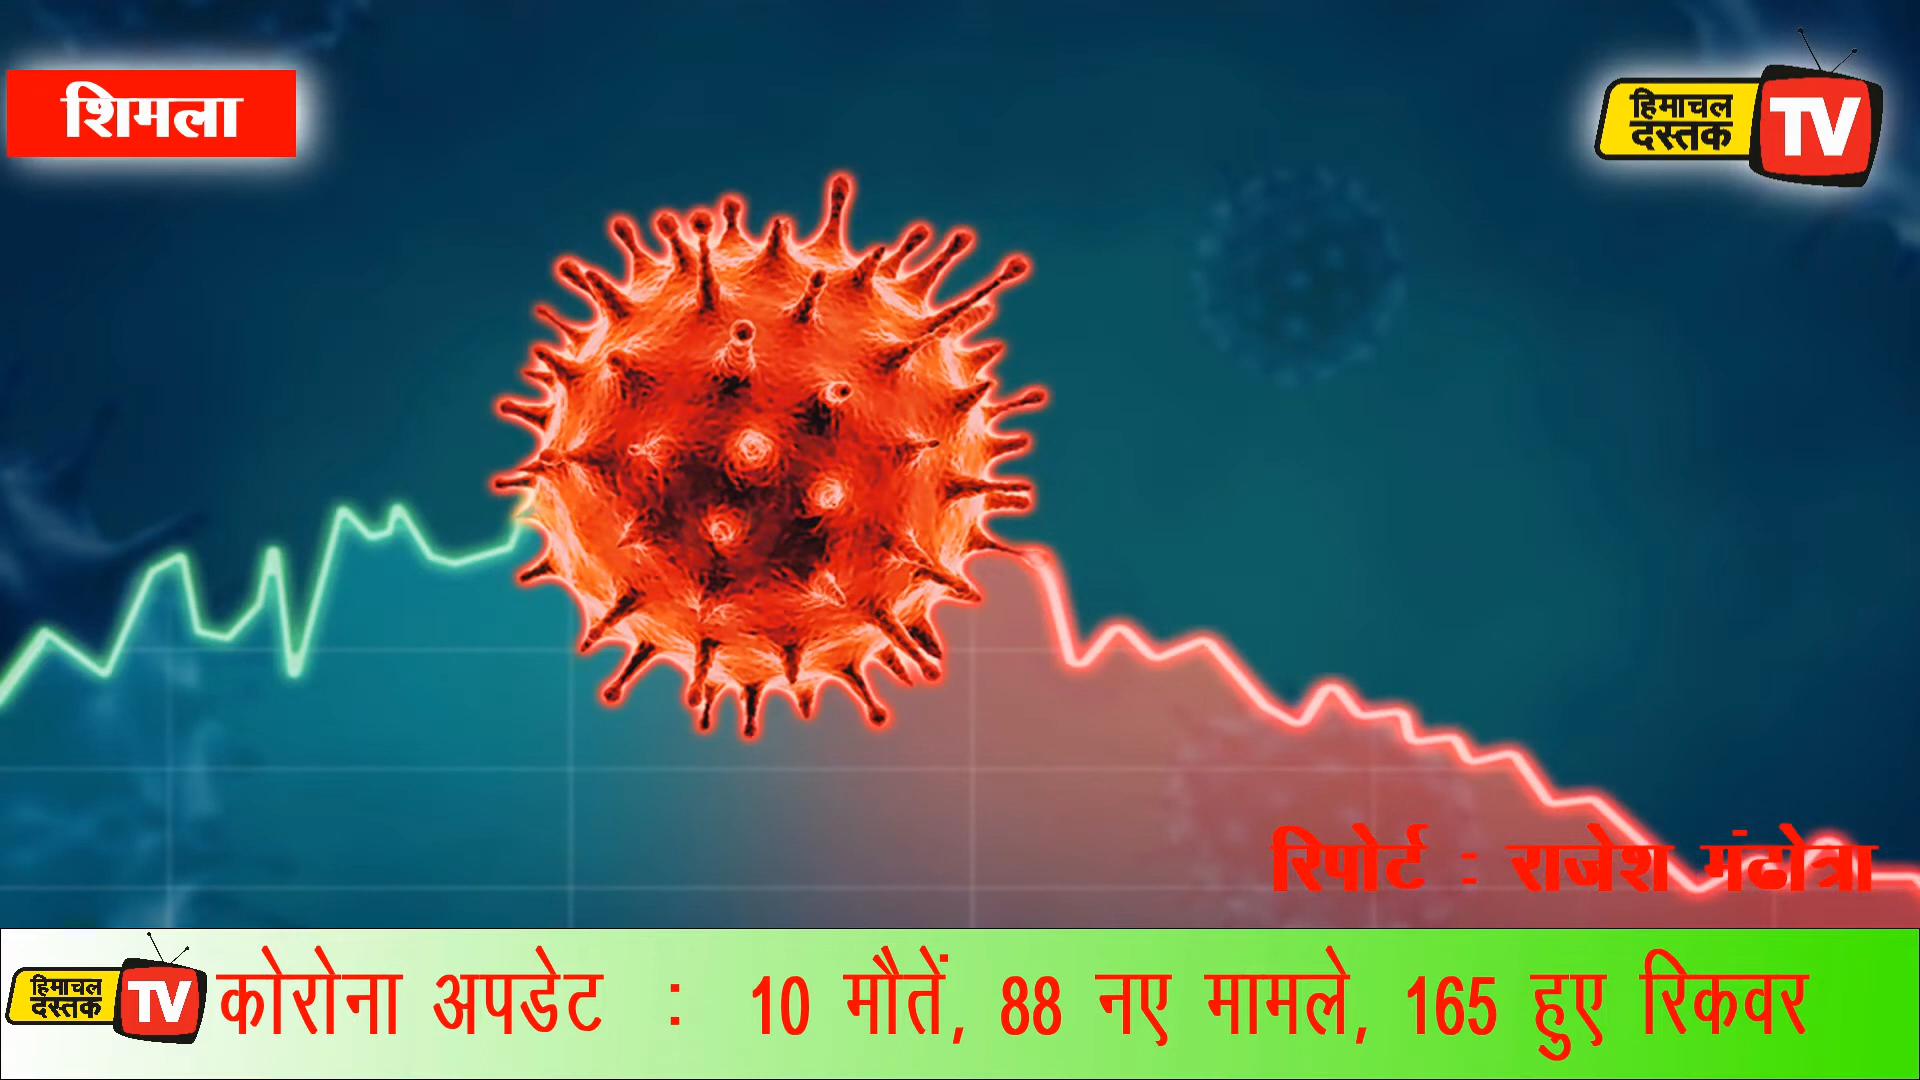 शिमला
हिमाचल
दस्तक
TV
रिपोर्ट : राजेश मंढोत्रा
हिमाचल
दस्तक
TV
कोरोना अपडेट : 10 मौतें, 88 नए मामले, 165 हुए रिकवर